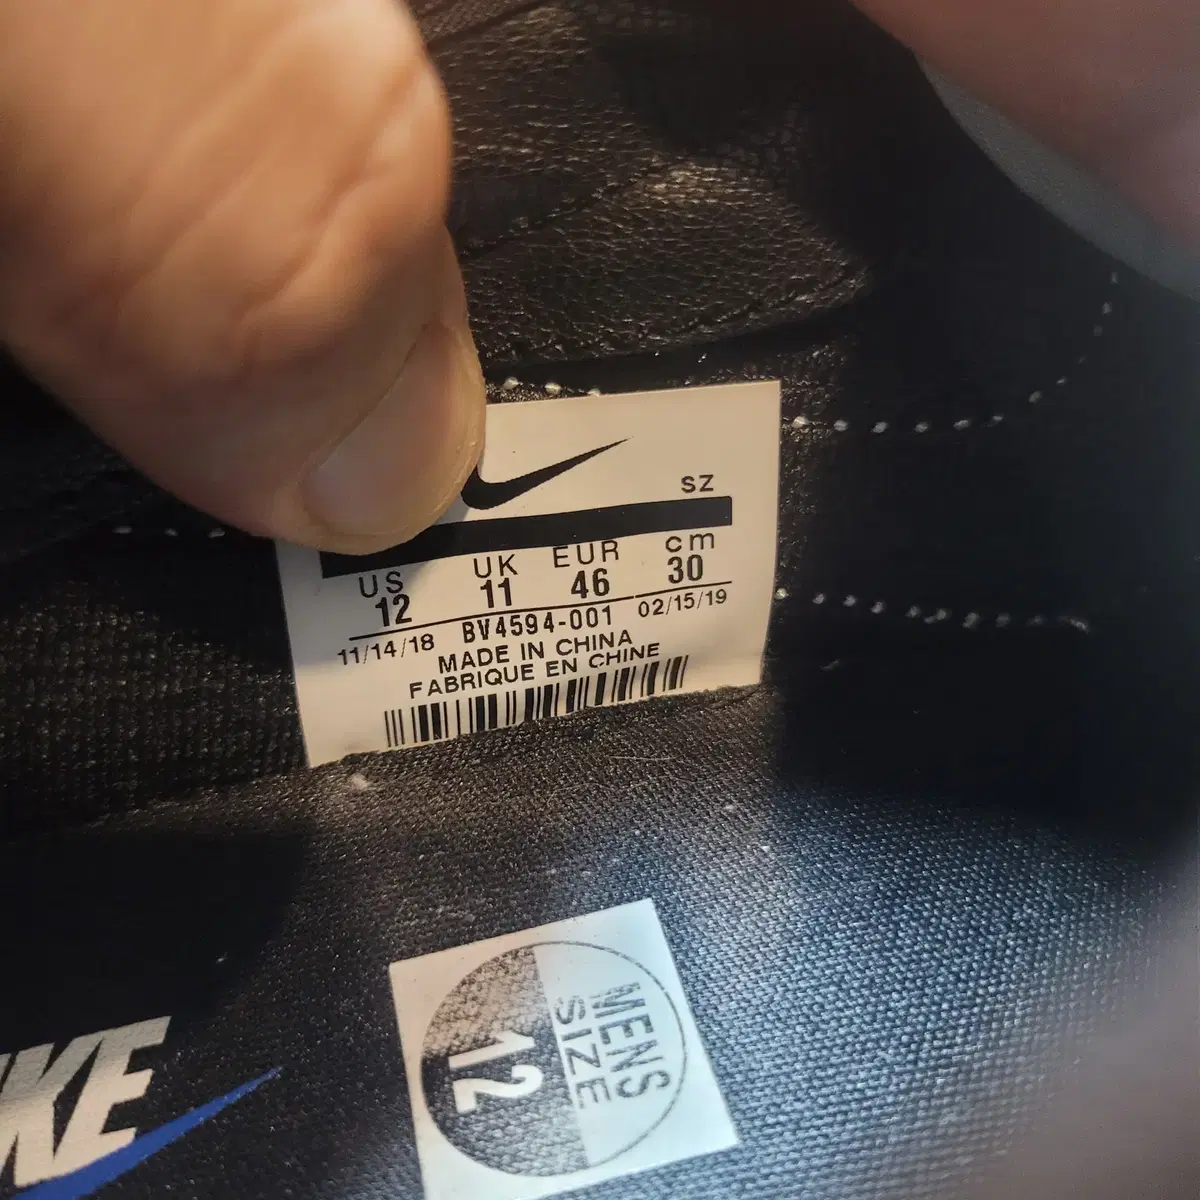 SZ
US UK EUR cm
12 11 46 30
11/14/18 BV4594-001 02/15/19
MADE IN CHINA
FABRIQUE EN CHINE
MENS
SIZE
12
KE